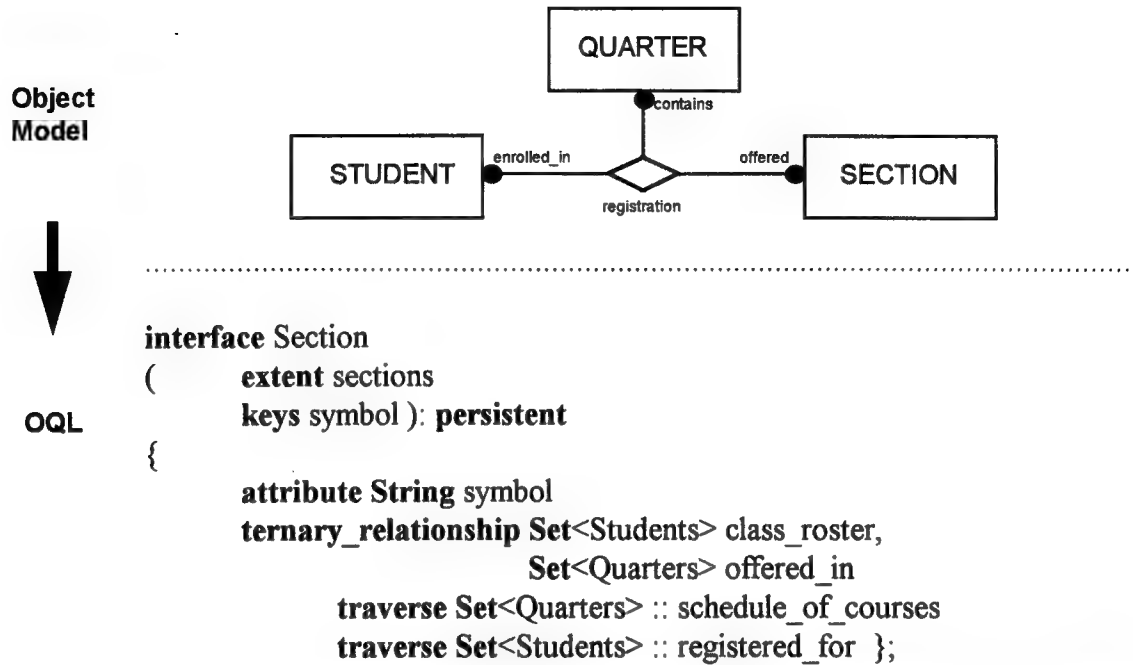 QUARTER
Object
Model
contains
STUDENT
enrolled_in
offered
SECTION
registration
interface Section
( extent sections
OQL
keys symbol ): persistent
{
attribute String symbol
ternary_relationship Set<Students> class_roster,
Set<Quarters> offered_in
traverse Set<Quarters> :: schedule_of_courses
traverse Set<Students> :: registered_for };